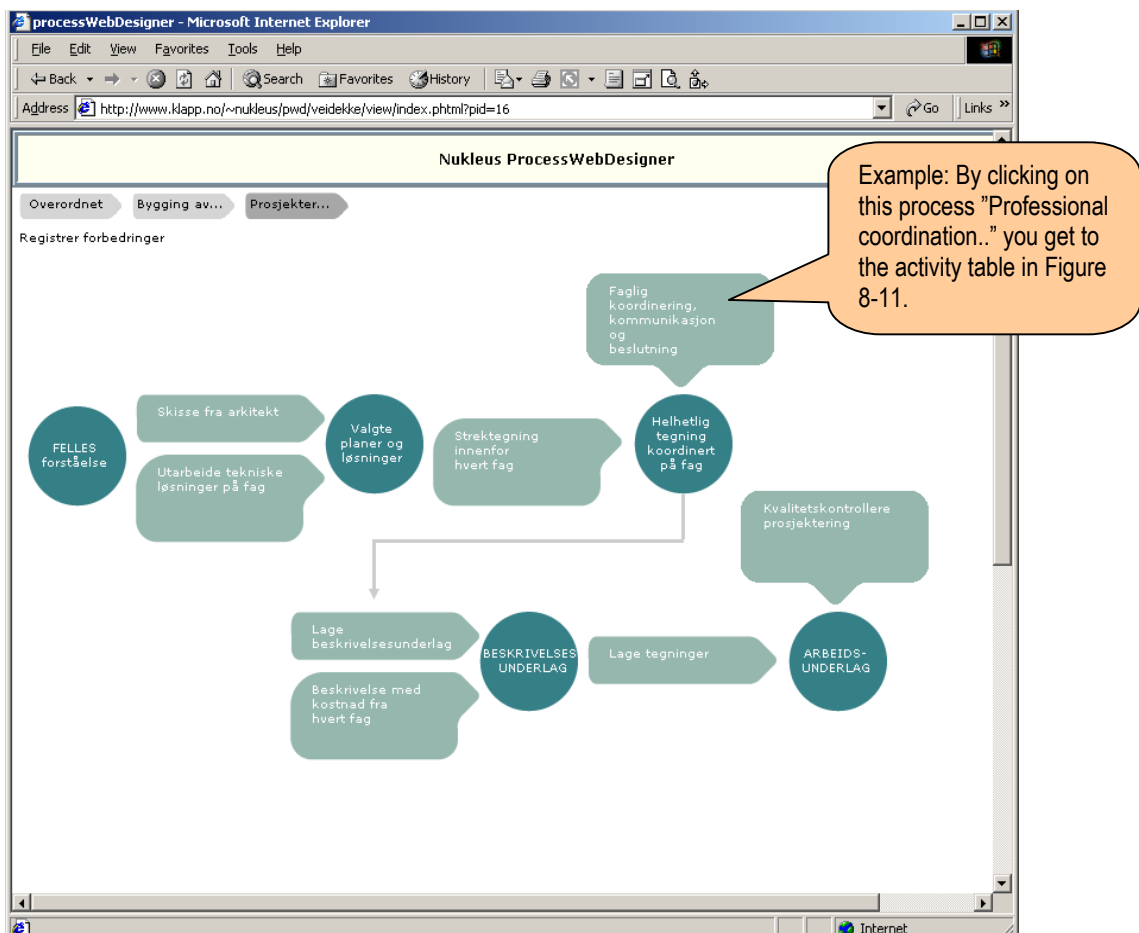 processWebDesigner - Microsoft Internet Explorer
File Edit View Favorites Tools Help
Back Search Favorites History
Address http://www.klapp.no/~nukleus/pwd/veidekke/view/index.phtml?pid=16 Go Links »
Nukleus ProcessWebDesigner
Overordnet Bygging av... Prosjekter...
Registrer forbedringer
Example: By clicking on
this process ”Professional
coordination..” you get to
the activity table in Figure
8-11.
Faglig
koordinering,
kommunikasjon
og
beslutning
FELLES
forståelse
Skisse fra arkitekt
Utarbeide tekniske
løsninger på fag
Valgte
planer og
løsninger
Strektegning
innenfor
hvert fag
Helhetlig
tegning
koordinert
på fag
Kvalitetskontrollere
prosjektering
Lage
beskrivelsesunderlag
Beskrivelse med
kostnad fra
hvert fag
BESKRIVELSES
UNDERLAG
Lage tegninger
ARBEIDS-
UNDERLAG
Internet